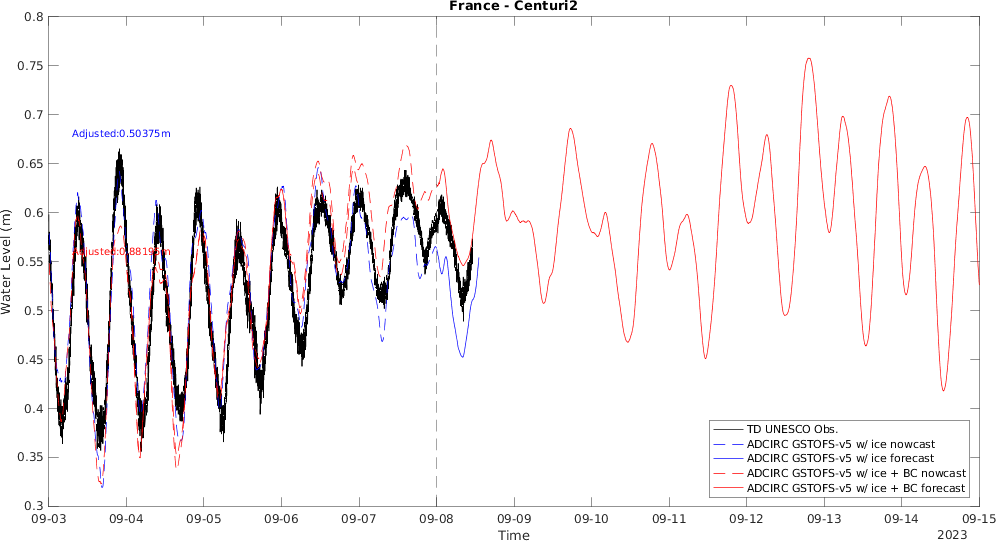 France - Centuri2
0.8
0.75
0.7
0.65
0.6
0.55
0.5
0.45
0.4
0.35
0.3
Water Level (m)
Adjusted:0.50375m
TD UNESCO Obs.
ADCIRC GSTOFS-v5 w/ ice nowcast
ADCIRC GSTOFS-v5 w/ ice forecast
ADCIRC GSTOFS-v5 w/ ice + BC nowcast
ADCIRC GSTOFS-v5 w/ ice + BC forecast
09-03 09-04 09-05 09-06 09-07 09-08 09-09 09-10 09-11 09-12 09-13 09-14 09-15
Time
2023